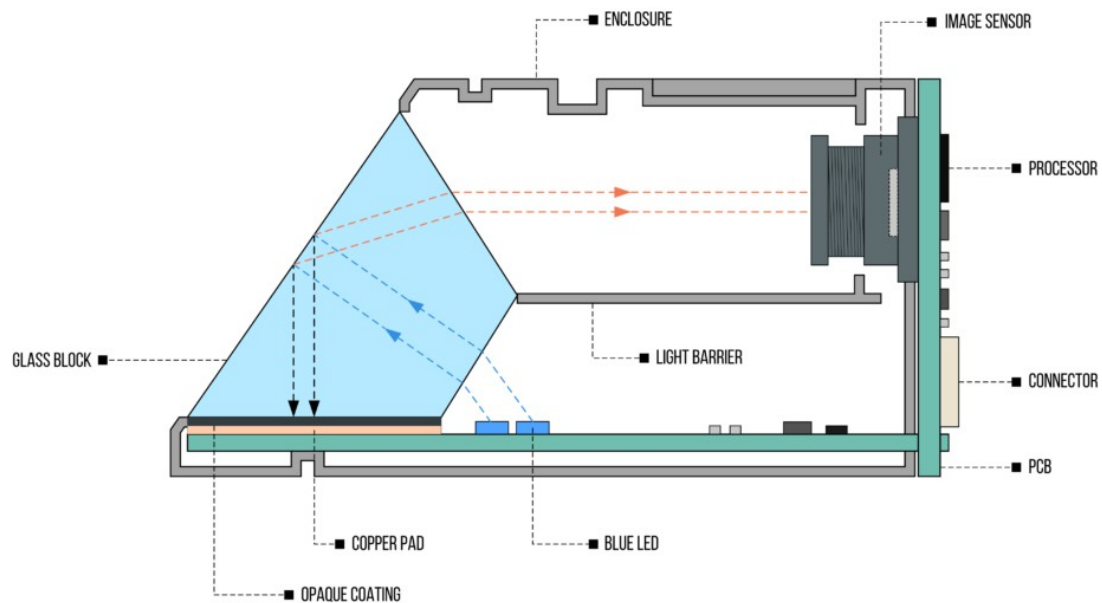 ENCLOSURE
IMAGE SENSOR
PROCESSOR
GLASS BLOCK
LIGHT BARRIER
CONNECTOR
PCB
COPPER PAD
BLUE LED
OPAQUE COATING